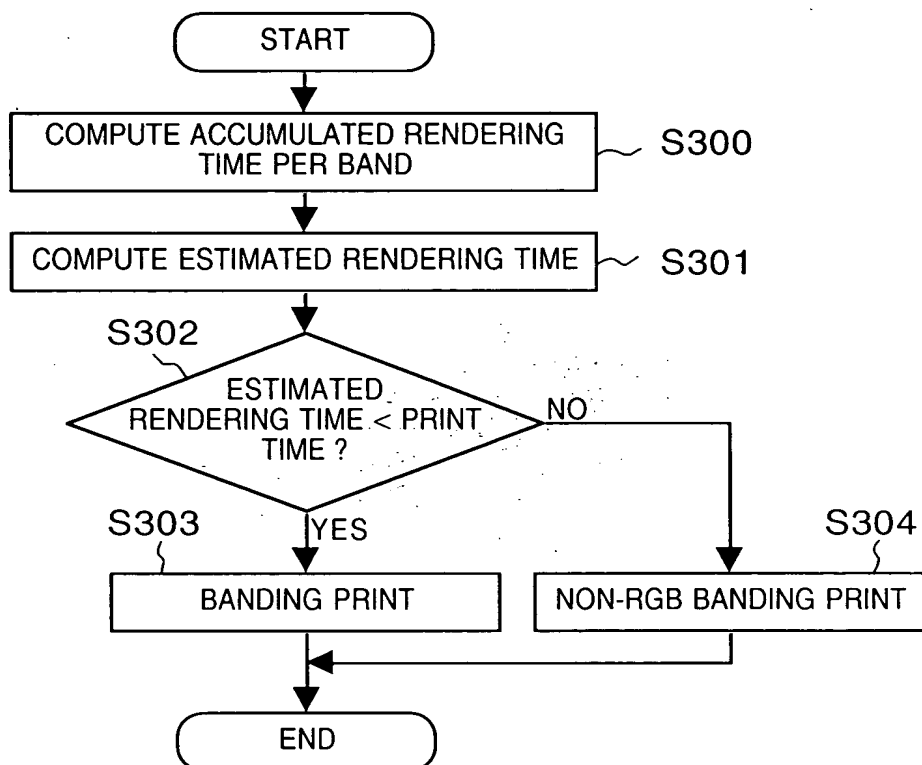 START
COMPUTE ACCUMULATED RENDERING
TIME PER BAND
S300
COMPUTE ESTIMATED RENDERING TIME
S301
S302
ESTIMATED
RENDERING TIME < PRINT
TIME ?
NO
YES
S303
BANDING PRINT
S304
NON-RGB BANDING PRINT
END